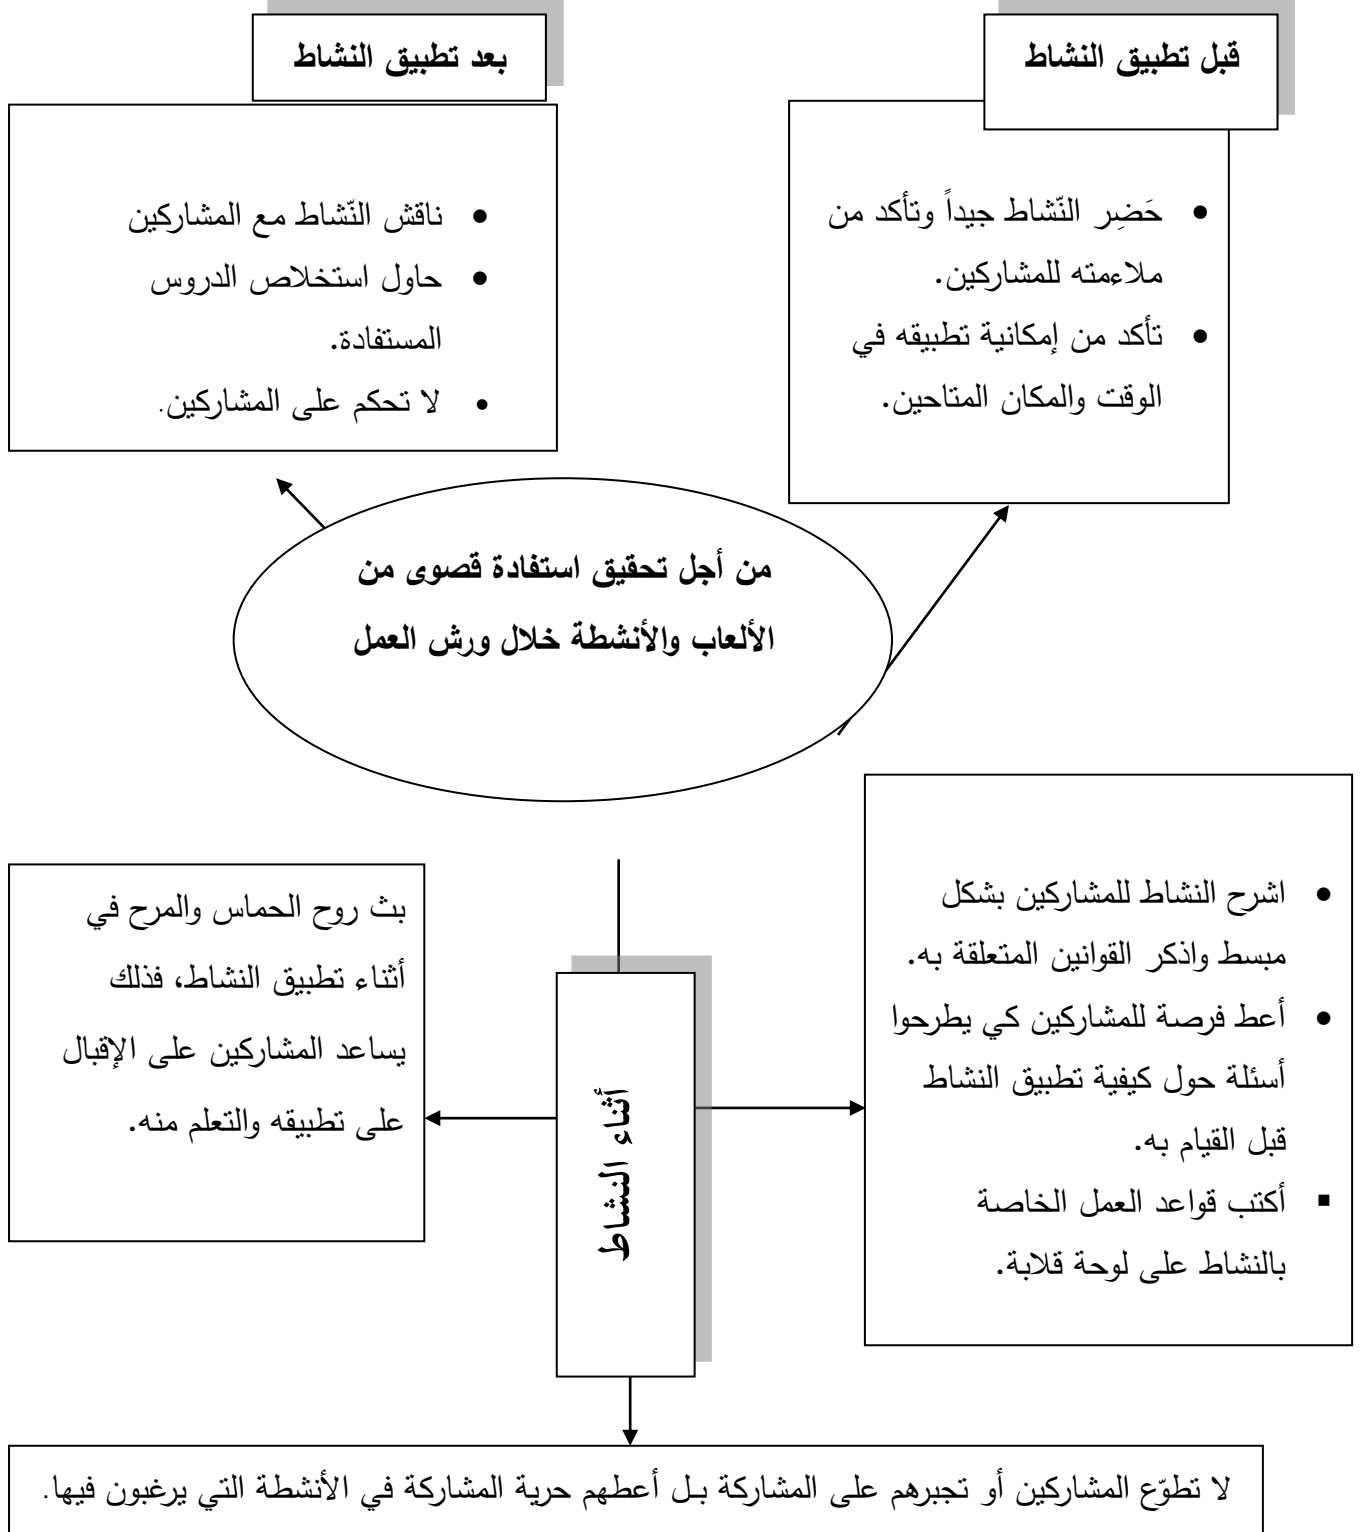 قبل تطبيق النشاط
حَضِر النّشاط جيداً وتأكد من
ملاءمته للمشاركين.
تأكد من إمكانية تطبيقه في
الوقت والمكان المتاحين.
بعد تطبيق النشاط
ناقش النّشاط مع المشاركين
حاول استخلاص الدروس
المستفادة.
لا تحكم على المشاركين.
من أجل تحقيق استفادة قصوى من
الألعاب والأنشطة خلال ورش العمل
أثناء النشاط
اشرح النشاط للمشاركين بشكل
مبسط واذكر القوانين المتعلقة به.
أعط فرصة للمشاركين كي يطرحوا
أسئلة حول كيفية تطبيق النشاط
قبل القيام به.
أكتب قواعد العمل الخاصة
بالنشاط على لوحة قلابة.
بث روح الحماس والمرح في
أثناء تطبيق النشاط، فذلك
يساعد المشاركين على الإقبال
على تطبيقه والتعلم منه.
لا تطوّع المشاركين أو تجبرهم على المشاركة بـل أعطهم حرية المشاركة في الأنشطة التي يرغبون فيها.